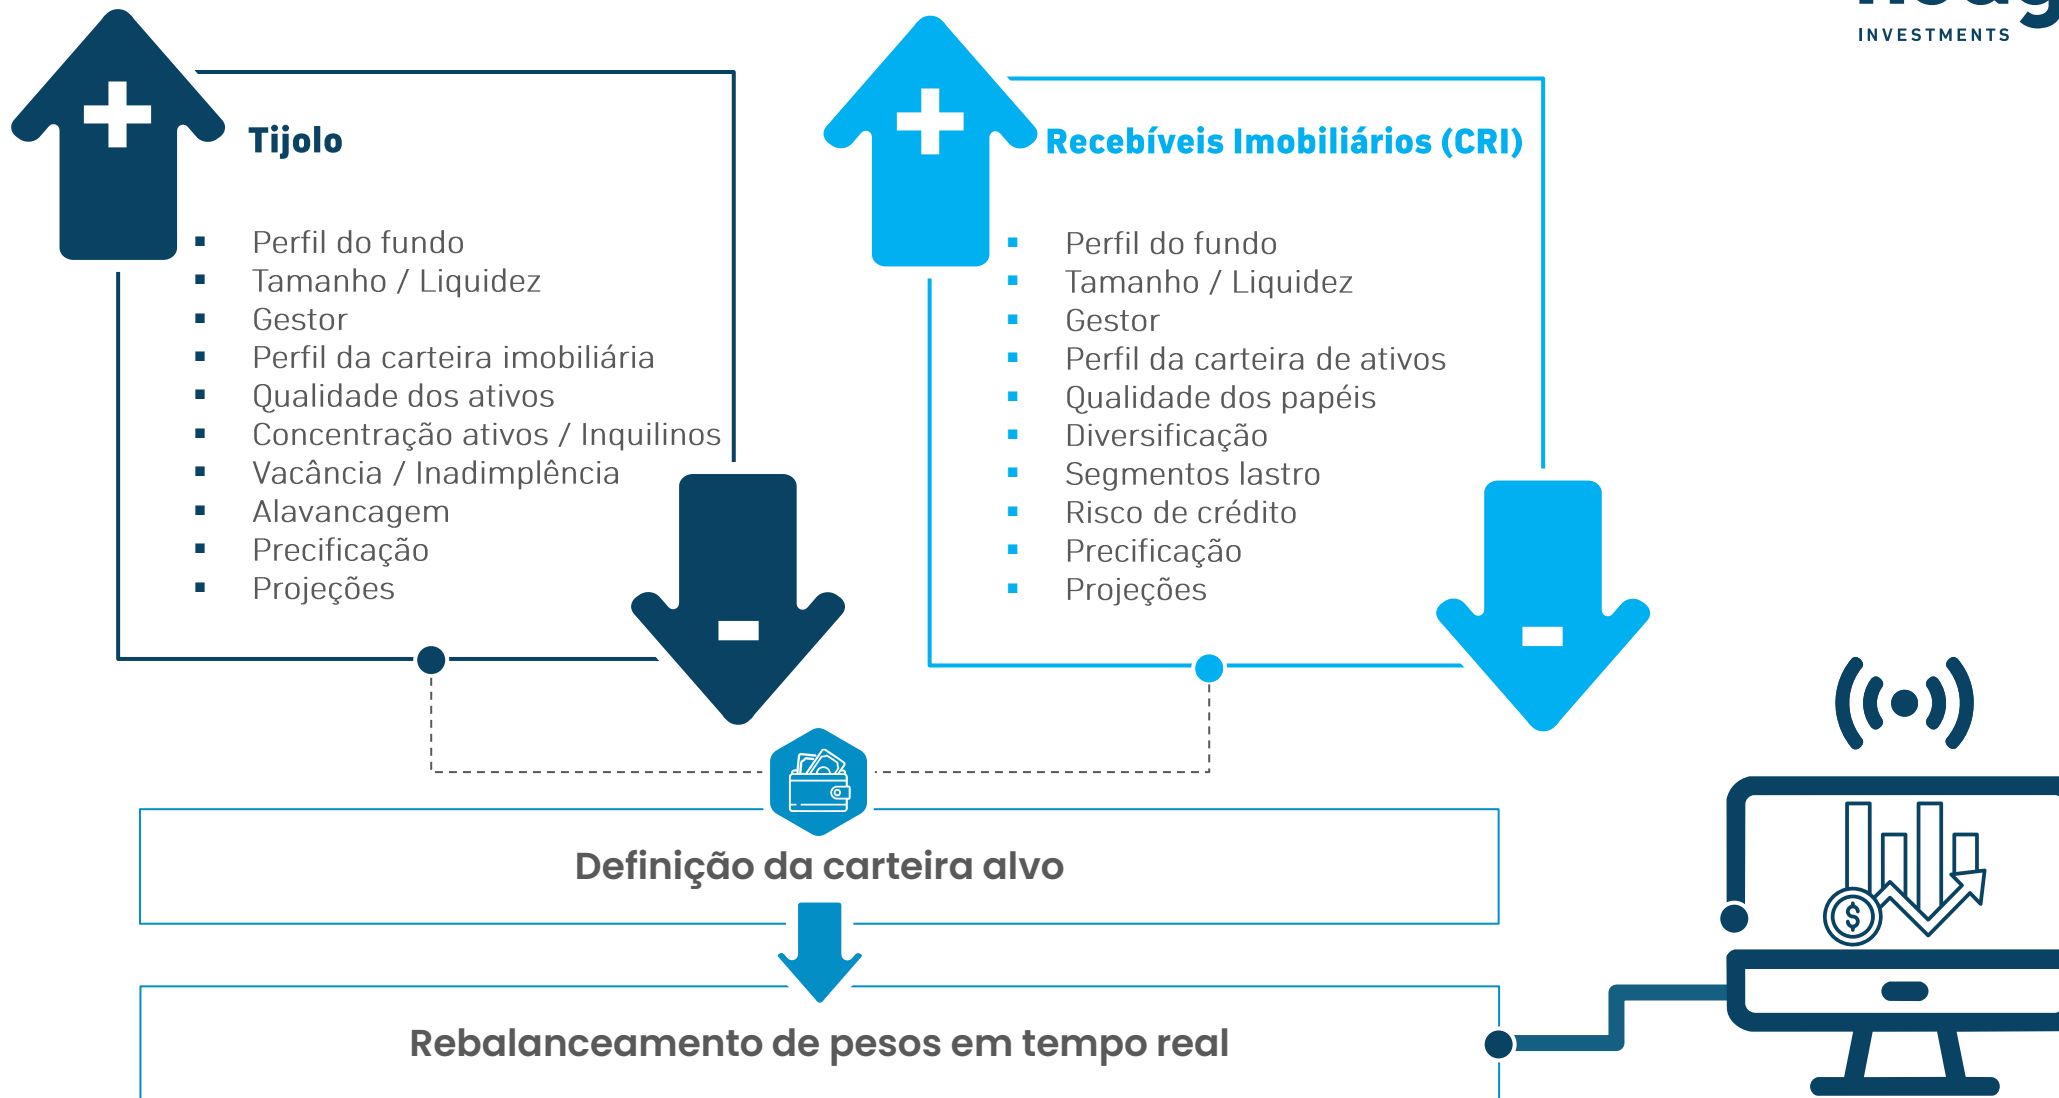 INVESTMENTS
Tijolo
▪ Perfil do fundo
▪ Tamanho / Liquidez
▪ Gestor
▪ Perfil da carteira imobiliária
▪ Qualidade dos ativos
▪ Concentração ativos / Inquilinos
▪ Vacância / Inadimplência
▪ Alavancagem
▪ Precificação
▪ Projeções
Recebíveis Imobiliários (CRI)
▪ Perfil do fundo
▪ Tamanho / Liquidez
▪ Gestor
▪ Perfil da carteira de ativos
▪ Qualidade dos papéis
▪ Diversificação
▪ Segmentos lastro
▪ Risco de crédito
▪ Precificação
▪ Projeções
Definição da carteira alvo
Rebalanceamento de pesos em tempo real
$